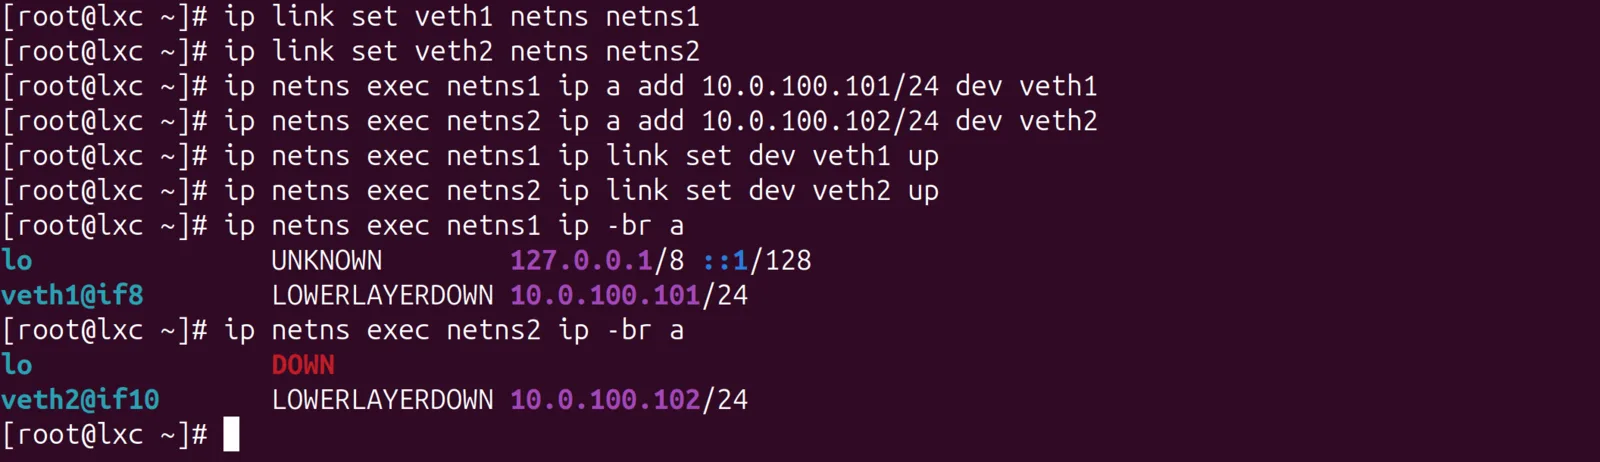 [root@lxc ~]# ip link set veth1 netns netns1
[root@lxc ~]# ip link set veth2 netns netns2
[root@lxc ~]# ip netns exec netns1 ip a add 10.0.100.101/24 dev veth1
[root@lxc ~]# ip netns exec netns2 ip a add 10.0.100.102/24 dev veth2
[root@lxc ~]# ip netns exec netns1 ip link set dev veth1 up
[root@lxc ~]# ip netns exec netns2 ip link set dev veth2 up
[root@lxc ~]# ip netns exec netns1 ip -br a
lo               UNKNOWN        127.0.0.1/8 ::1/128
veth1@if8        LOWERLAYERDOWN 10.0.100.101/24
[root@lxc ~]# ip netns exec netns2 ip -br a
lo               DOWN
veth2@if10       LOWERLAYERDOWN 10.0.100.102/24
[root@lxc ~]#